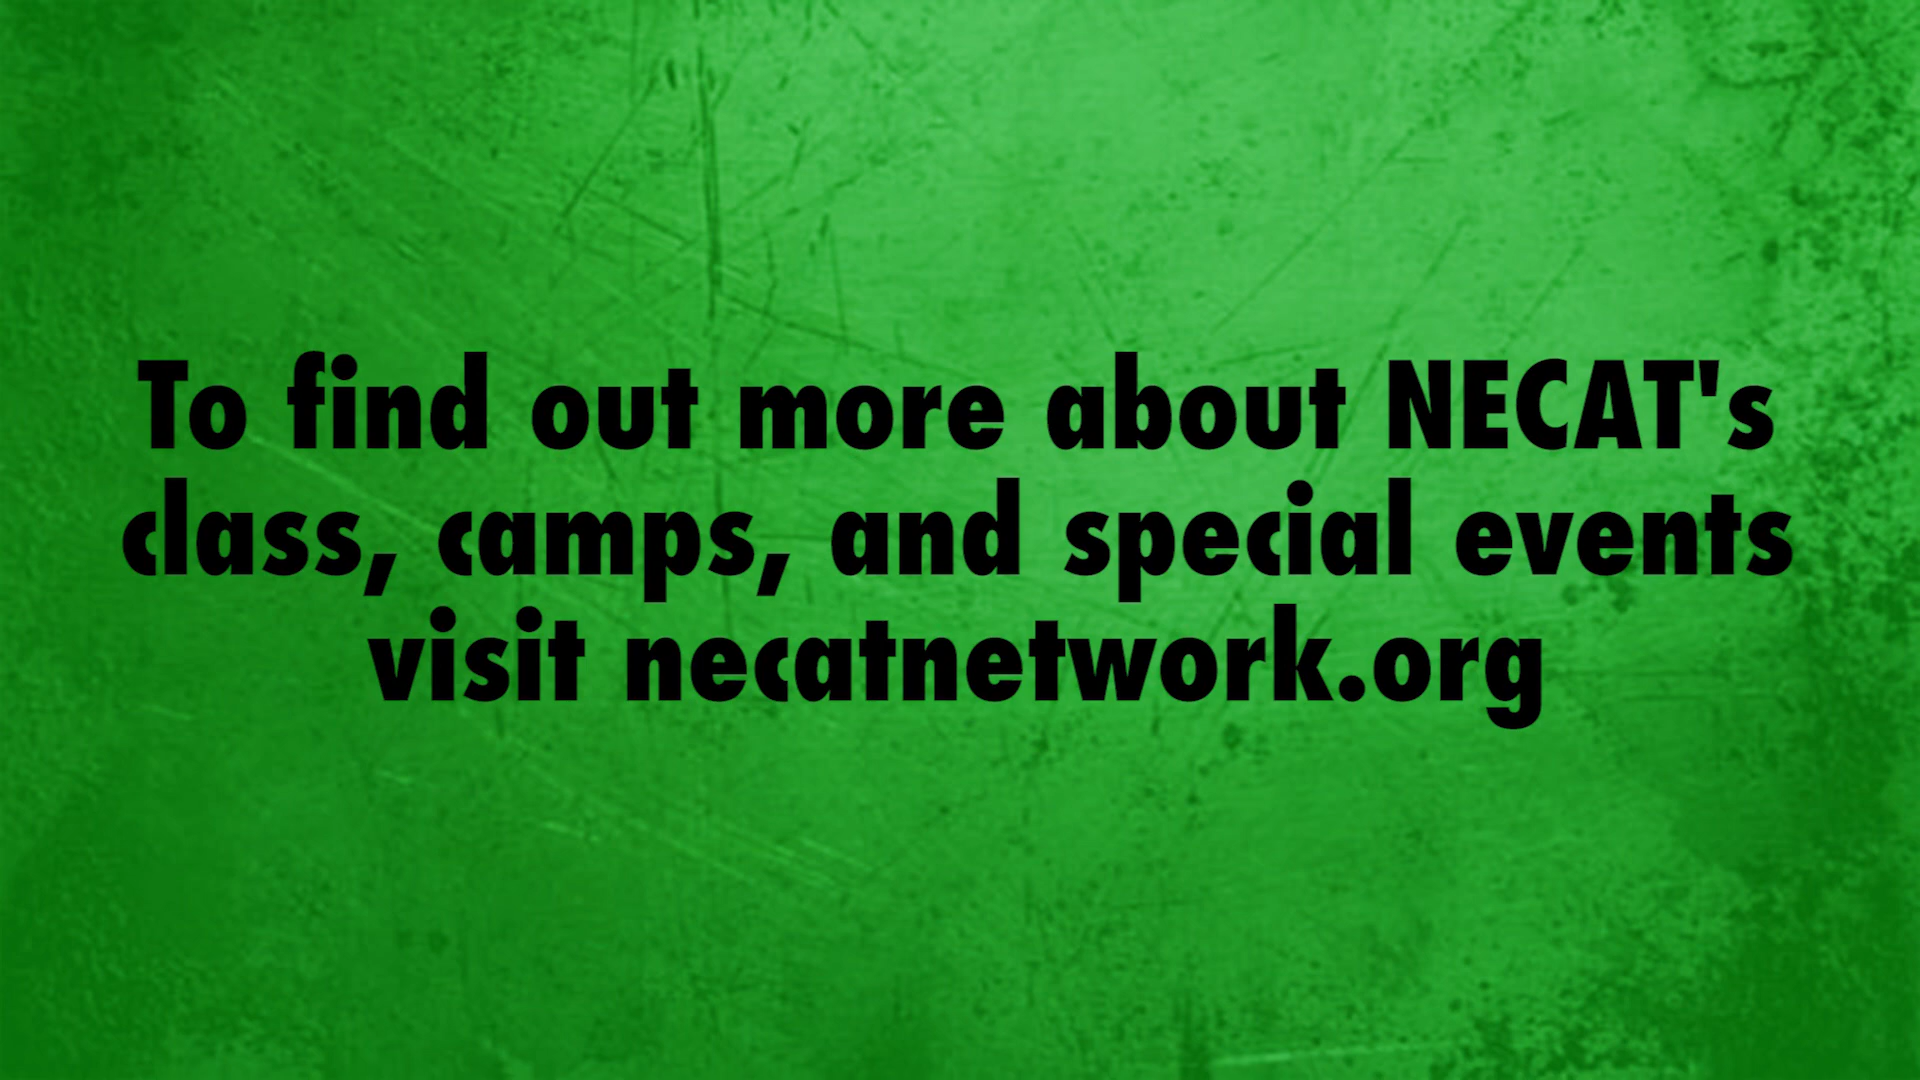 To find out more about NECAT's
class, camps, and special events
visit necatnetwork.org